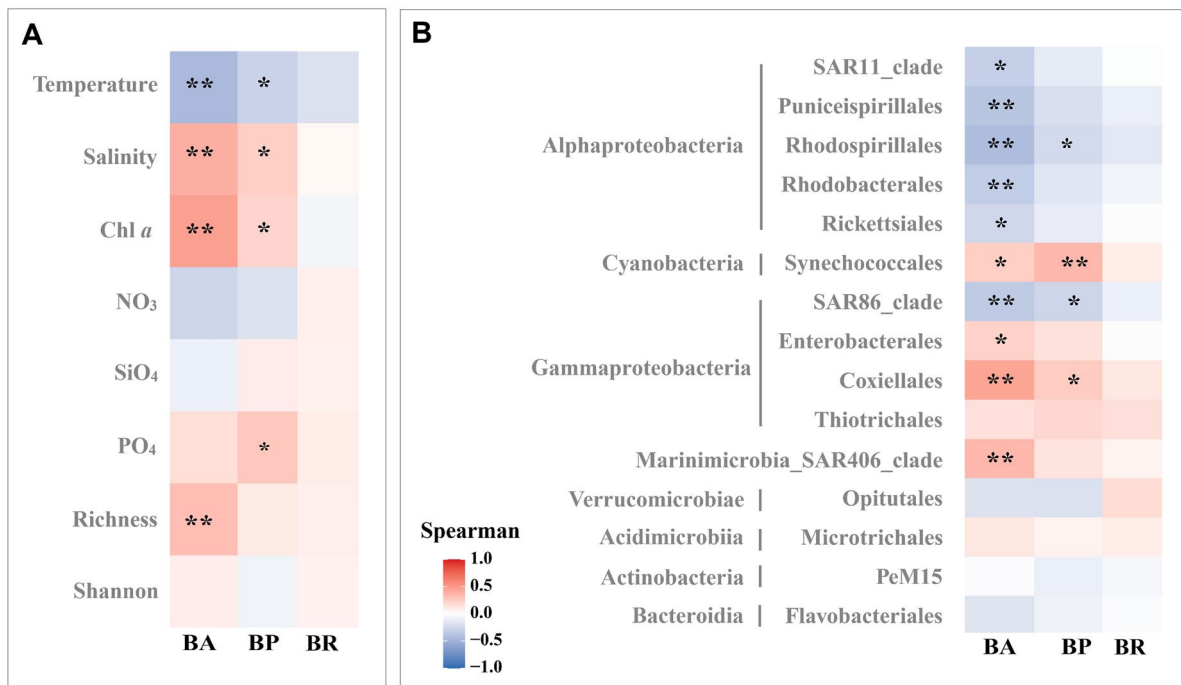 A
Temperature ** *
Salinity ** *
Chl a ** *
NO₃
SiO₄
PO₄ *
Richness **
Shannon
BA BP BR
Spearman
1.0
0.5
0.0
−0.5
−1.0
B
SAR11_clade *
Puniceispirillales **
Alphaproteobacteria Rhodospirillales ** *
Rhodobacterales **
Rickettsiales *
Cyanobacteria Synechococcales * **
SAR86_clade ** *
Enterobacterales *
Gammaproteobacteria Coxiellales ** *
Thiotrichales
Marinimicrobia_SAR406_clade **
Verrucomicrobiae Opitutales
Acidimicrobiia Microtrichales
Actinobacteria PeM15
Bacteroidia Flavobacteriales
BA BP BR